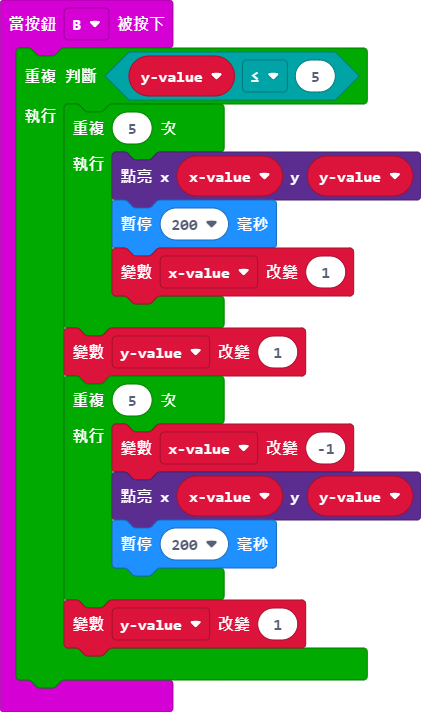 當按鈕 B 被按下
重複 判斷 y-value ≤ 5
執行
重複 5 次
執行
點亮 x x-value y y-value
暫停 200 毫秒
變數 x-value 改變 1
變數 y-value 改變 1
重複 5 次
執行
變數 x-value 改變 -1
點亮 x x-value y y-value
暫停 200 毫秒
變數 y-value 改變 1